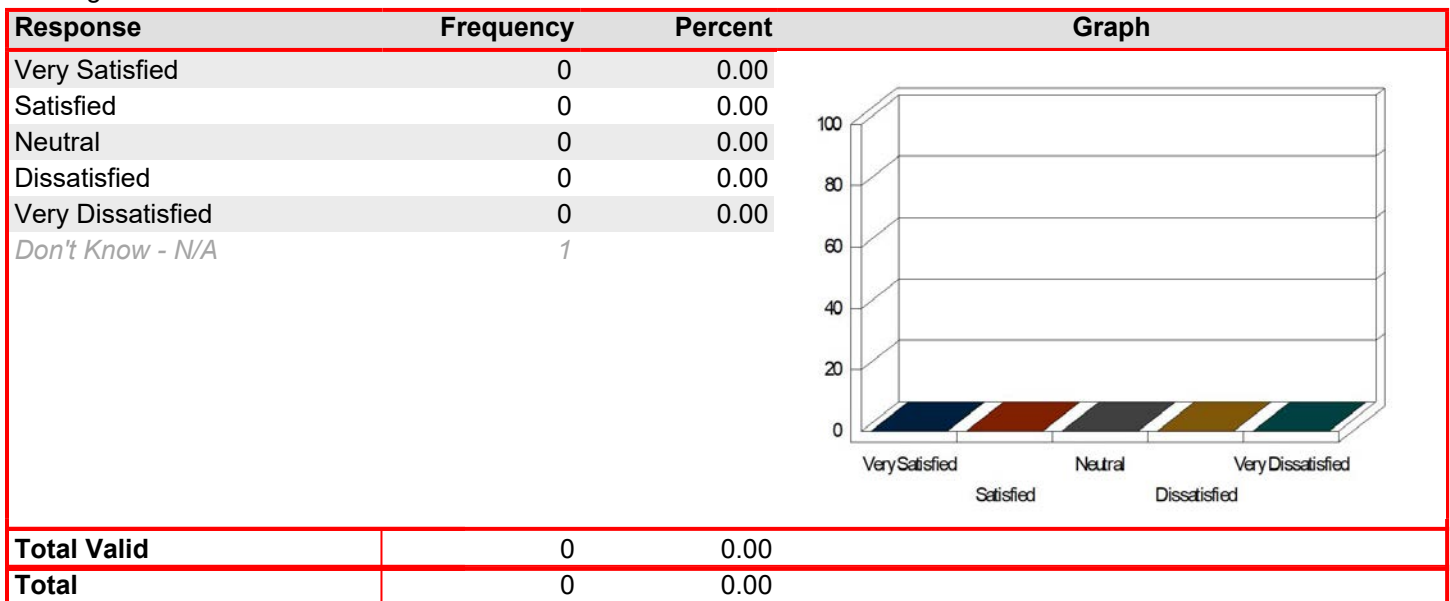 Response Frequency Percent Graph
Very Satisfied 0 0.00
Satisfied 0 0.00
Neutral 0 0.00
Dissatisfied 0 0.00
Very Dissatisfied 0 0.00
Don't Know - N/A 1
100
80
60
40
20
0
Very Satisfied Neutral Very Dissatisfied
Satisfied Dissatisfied
Total Valid 0 0.00
Total 0 0.00